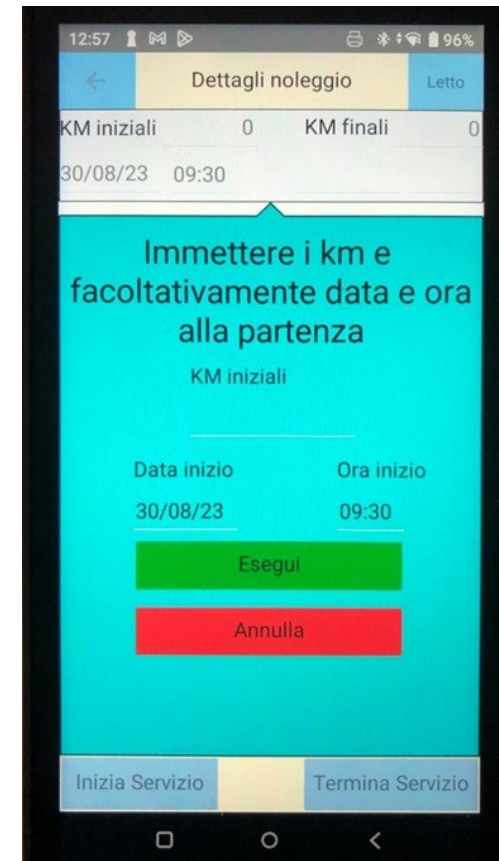 12:57 96%
Dettagli noleggio Letto
KM iniziali 0 KM finali 0
30/08/23 09:30
Immettere i km e
facoltativamente data e ora
alla partenza
KM iniziali
Data inizio Ora inizio
30/08/23 09:30
Esegui
Annulla
Inizia Servizio Termina Servizio